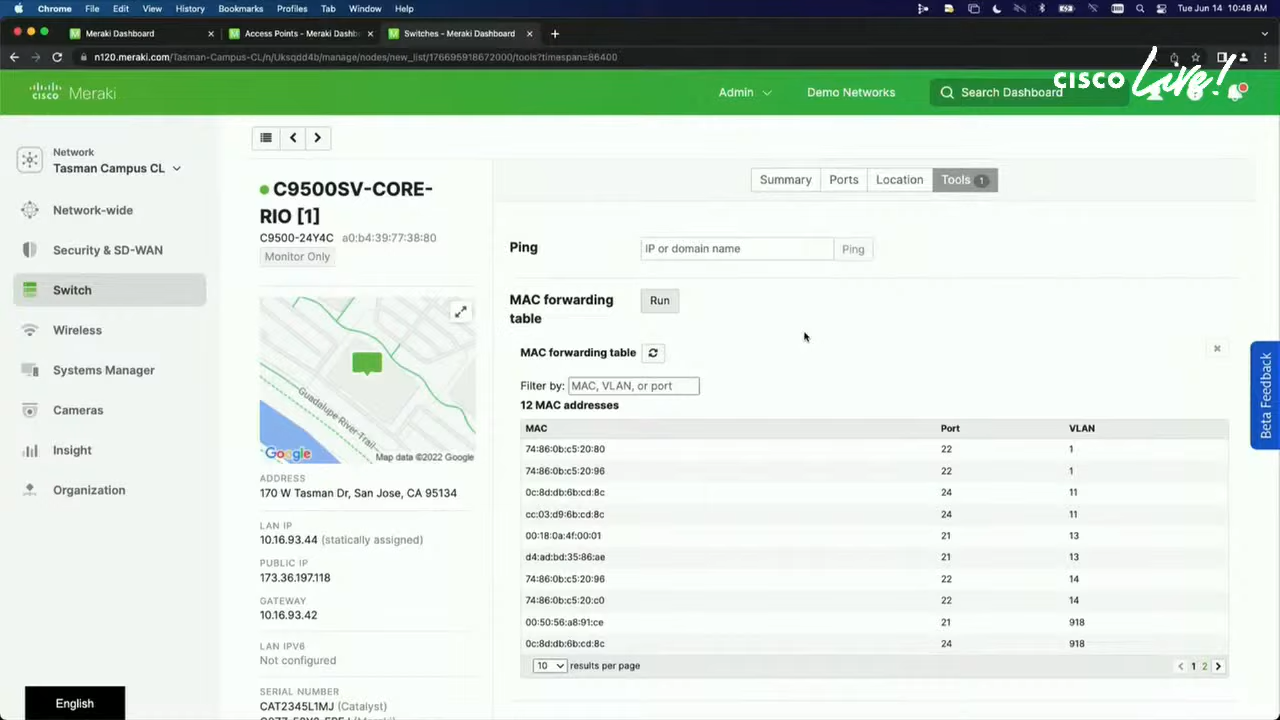 Chrome File Edit View History Bookmarks Profiles Tab Window Help Tue Jun 14 10:48 AM
Meraki Dashboard × Access Points - Meraki Dashb × Switches - Meraki Dashboard × +
n120.meraki.com/Tasman-Campus-CL/n/Uksqdd4b/manage/nodes/new_list/176695918672000/tools?timespan=86400
CISCO Live!
CISCO Meraki Admin Demo Networks Search Dashboard
Network
Tasman Campus CL
Network-wide
Security & SD-WAN
Switch
Wireless
Systems Manager
Cameras
Insight
Organization
English
C9500SV-CORE-
RIO [1]
C9500-24Y4C a0:b4:39:77:38:80
Monitor Only
Guadalupe River Trail
Google Map data ©2022 Google
ADDRESS
170 W Tasman Dr, San Jose, CA 95134
LAN IP
10.16.93.44 (statically assigned)
PUBLIC IP
173.36.197.118
GATEWAY
10.16.93.42
LAN IPV6
Not configured
SERIAL NUMBER
CAT2345L1MJ (Catalyst)
Summary Ports Location Tools 1
Ping IP or domain name Ping
MAC forwarding
table
Run
MAC forwarding table
Filter by: MAC, VLAN, or port
12 MAC addresses
MAC Port VLAN
74:86:0b:c5:20:80 22 1
74:86:0b:c5:20:96 22 1
0c:8d:db:6b:cd:8c 24 11
cc:03:d9:6b:cd:8c 24 11
00:18:0a:4f:00:01 21 13
d4:ad:bd:35:86:ae 21 13
74:86:0b:c5:20:96 22 14
74:86:0b:c5:20:c0 22 14
00:50:56:a8:91:ce 21 918
0c:8d:db:6b:cd:8c 24 918
10 results per page < 1 2 >
Beta Feedback